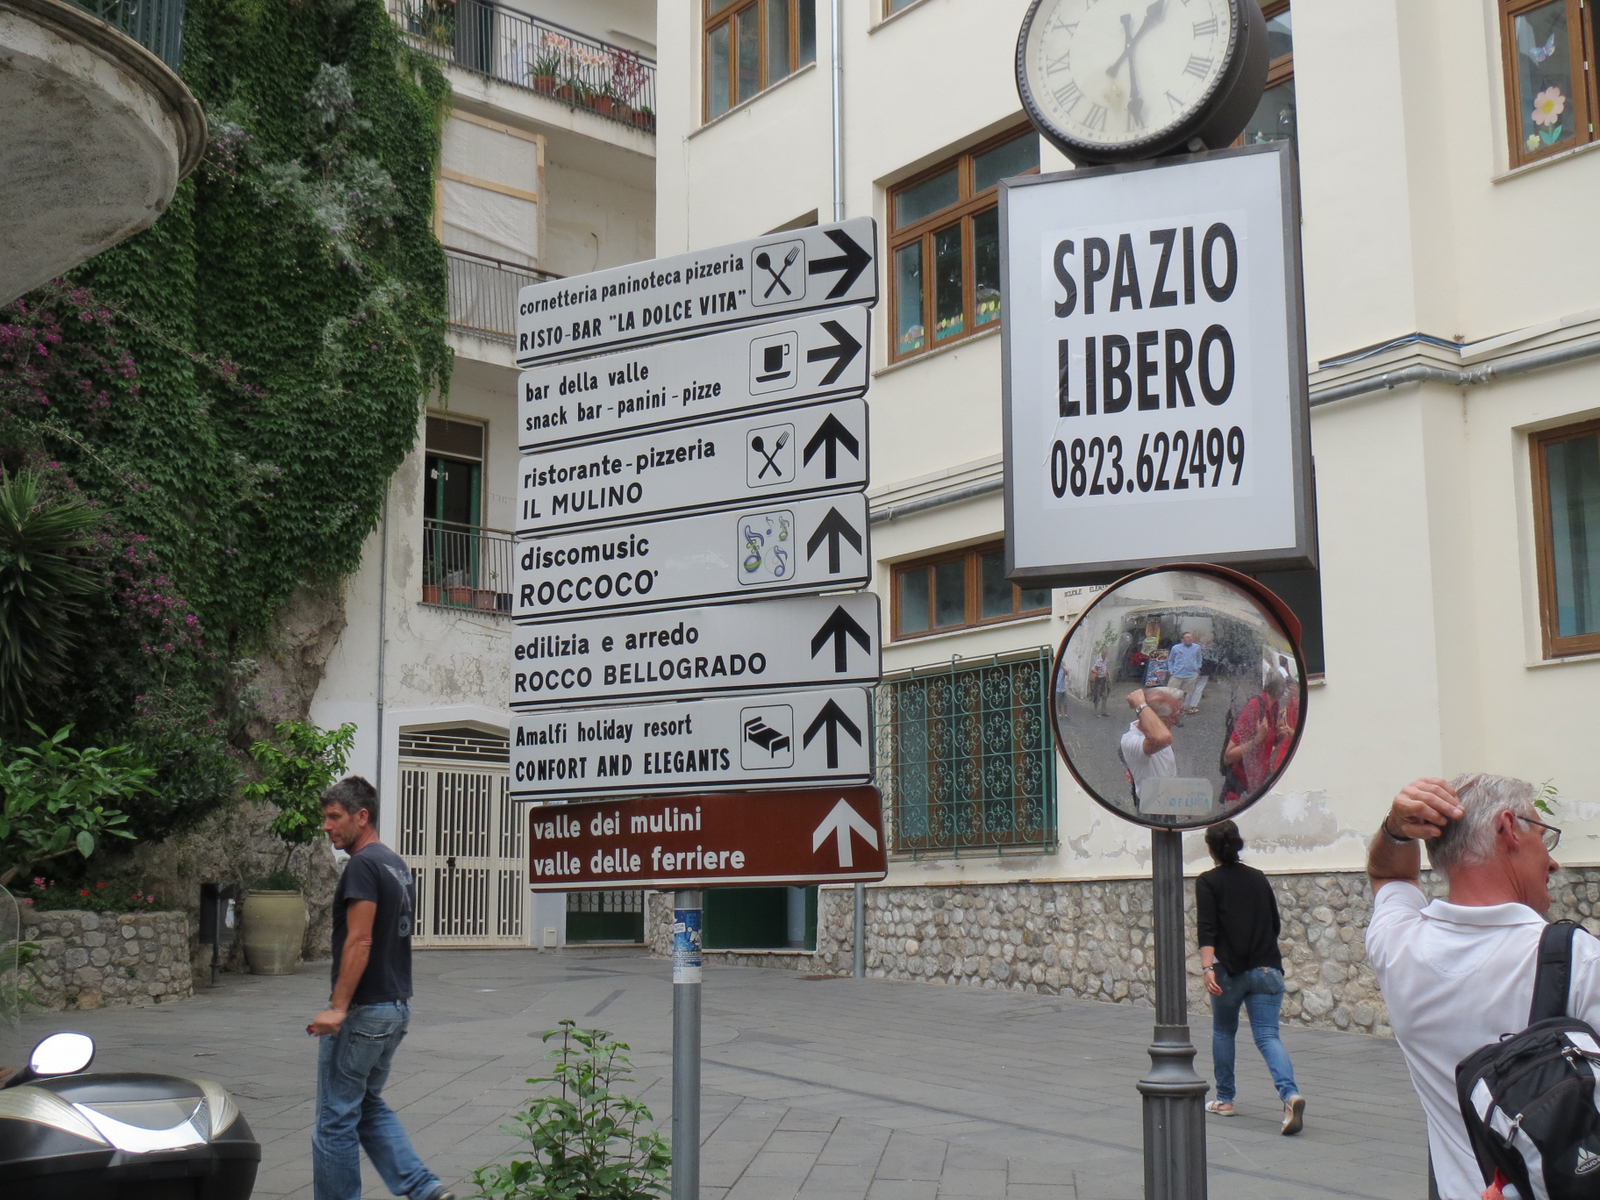 cornetteria paninoteca pizzeria
RISTO-BAR "LA DOLCE VITA"
bar della valle
snack bar - panini - pizze
ristorante - pizzeria
IL MULINO
discomusic
ROCCOCO'
edilizia e arredo
ROCCO BELLOGRADO
Amalfi holiday resort
CONFORT AND ELEGANTS
valle dei mulini
valle delle ferriere
SPAZIO
LIBERO
0823.622499
SCUOLE